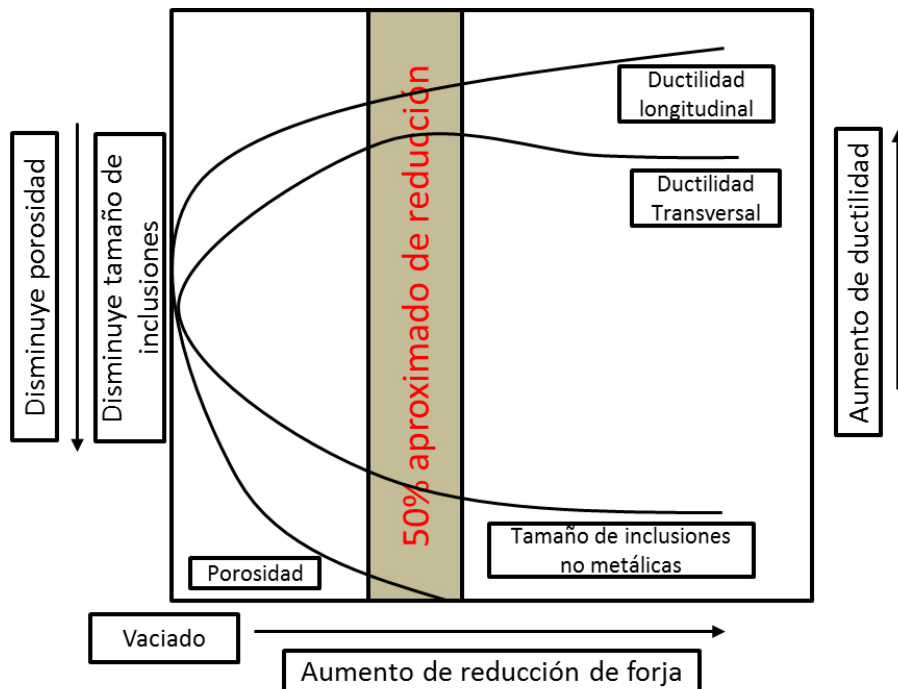 Disminuye porosidad
Disminuye tamaño de
inclusiones
50% aproximado de reducción
Ductilidad
longitudinal
Ductilidad
Transversal
Aumento de ductilidad
Tamaño de inclusiones
no metálicas
Porosidad
Vaciado
Aumento de reducción de forja